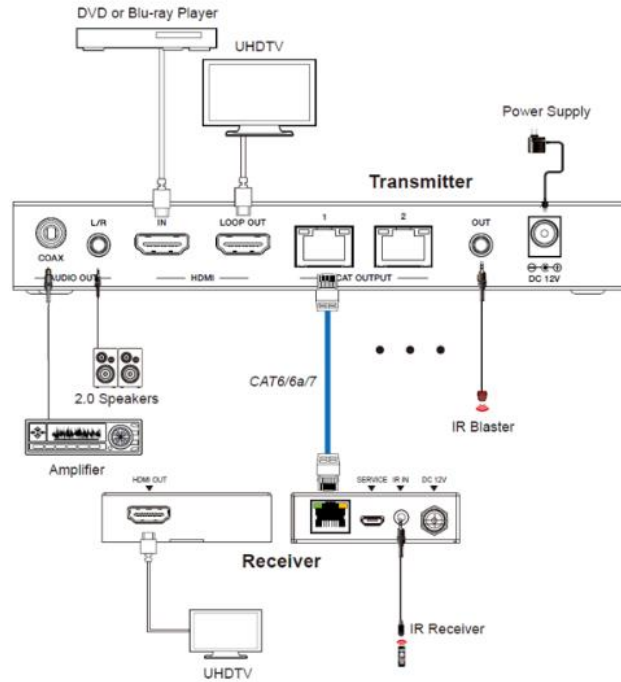 DVD or Blu-ray Player
UHDTV
Power Supply
Transmitter
L/R
IN
LOOP OUT
1
2
OUT
COAX
AUDIO OUT
HDMI
CAT OUTPUT
DC 12V
CAT6/6a/7
2.0 Speakers
IR Blaster
Amplifier
HDMI OUT
SERVICE
IR IN
DC 12V
Receiver
IR Receiver
UHDTV